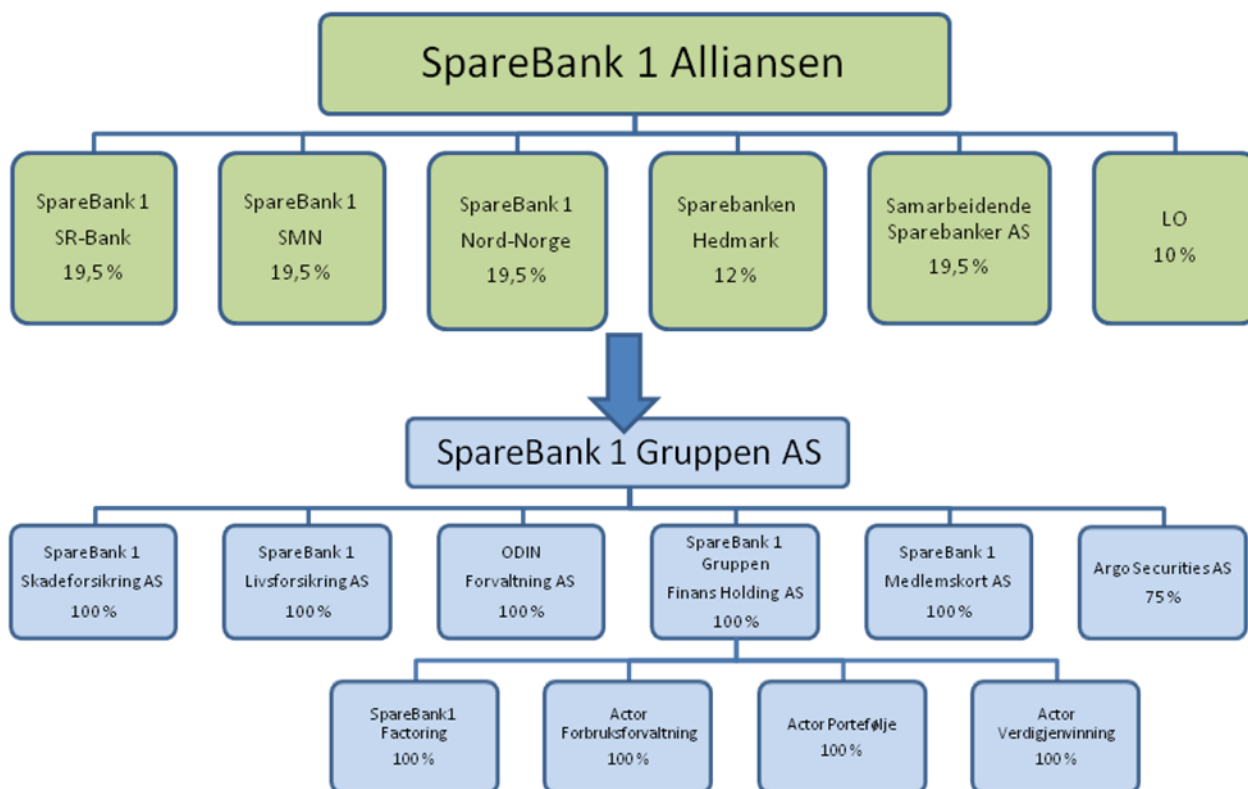 SpareBank 1 Alliansen
SpareBank 1
SR-Bank
19,5 %
SpareBank 1
SMN
19,5 %
SpareBank 1
Nord-Norge
19,5 %
Sparebanken
Hedmark
12 %
Samarbeidende
Sparebanker AS
19,5 %
LO
10 %
SpareBank 1 Gruppen AS
SpareBank 1
Skadeforsikring AS
100 %
SpareBank 1
Livsforsikring AS
100 %
ODIN
Forvaltning AS
100 %
SpareBank 1
Gruppen
Finans Holding AS
100 %
SpareBank 1
Medlemskort AS
100 %
Argo Securities AS
75 %
SpareBank1
Factoring
100 %
Actor
Forbruksforvaltning
100 %
Actor Portefølje
100 %
Actor
Verdigjenvinning
100 %